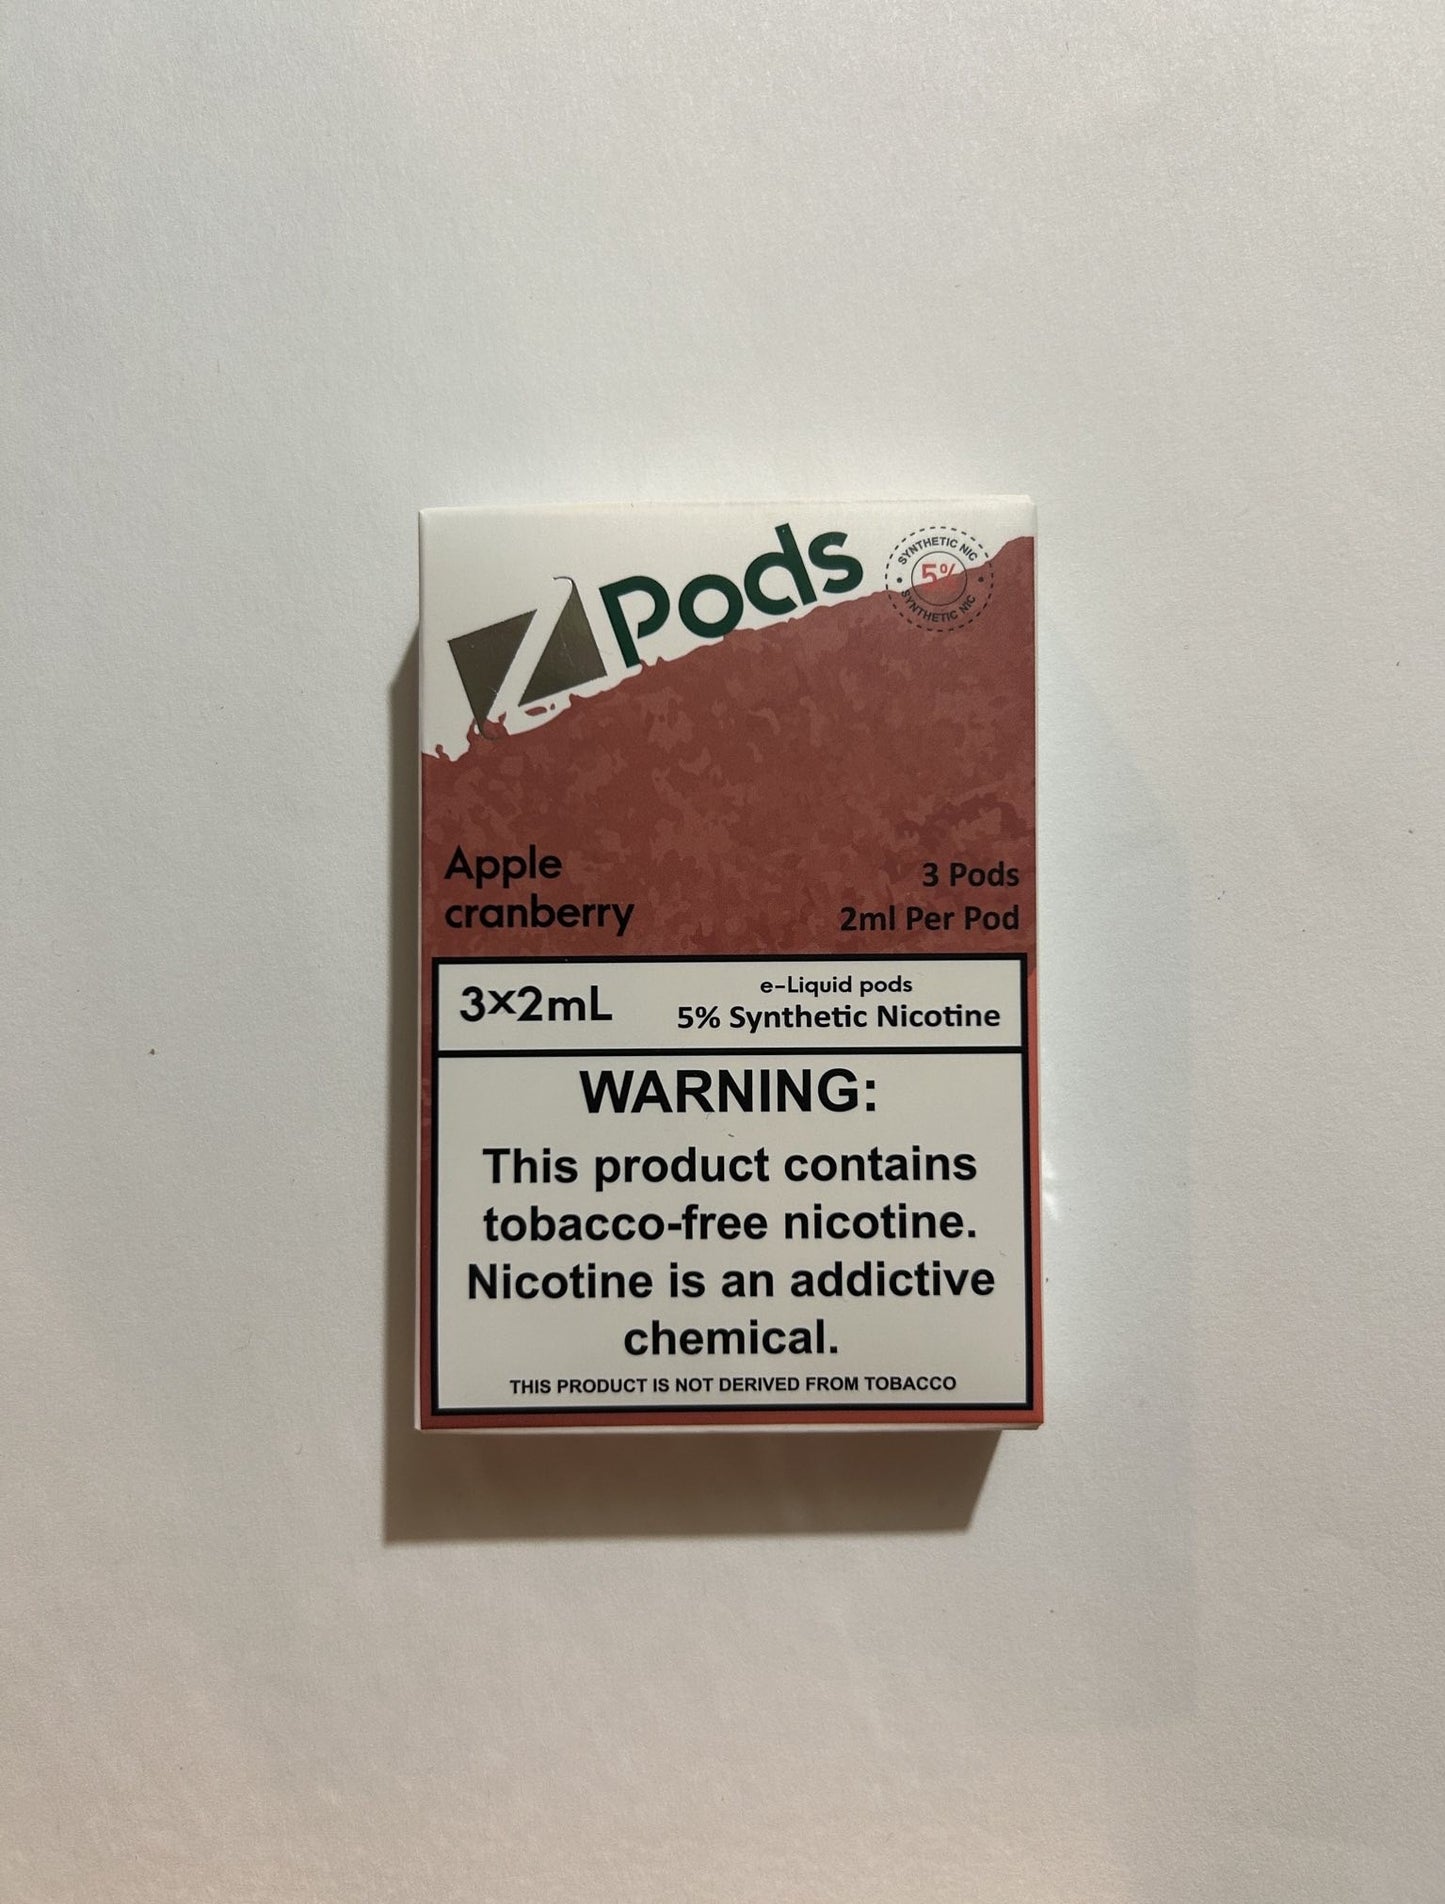 Z Pods
SYNTHETIC NIC
5%
SYNTHETIC NIC
Apple
cranberry
3 Pods
2ml Per Pod
3×2mL
e-Liquid pods
5% Synthetic Nicotine
WARNING:
This product contains
tobacco-free nicotine.
Nicotine is an addictive
chemical.
THIS PRODUCT IS NOT DERIVED FROM TOBACCO